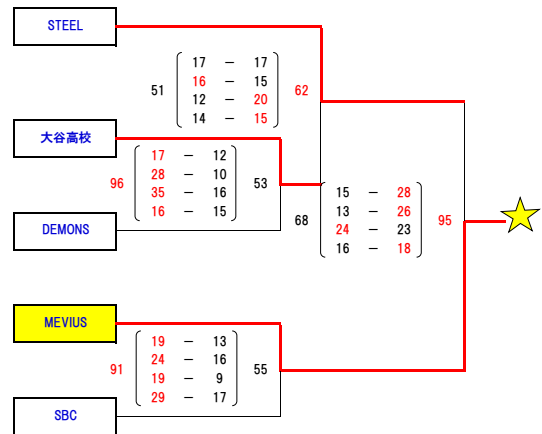 STEEL
17 － 17
51 16 － 15 62
12 － 20
14 － 15
大谷高校
17 － 12
96 28 － 10 53
35 － 16
16 － 15
DEMONS
15 － 28
68 13 － 26 95
24 － 23
16 － 18
MEVIUS
19 － 13
91 24 － 16 55
19 － 9
29 － 17
SBC